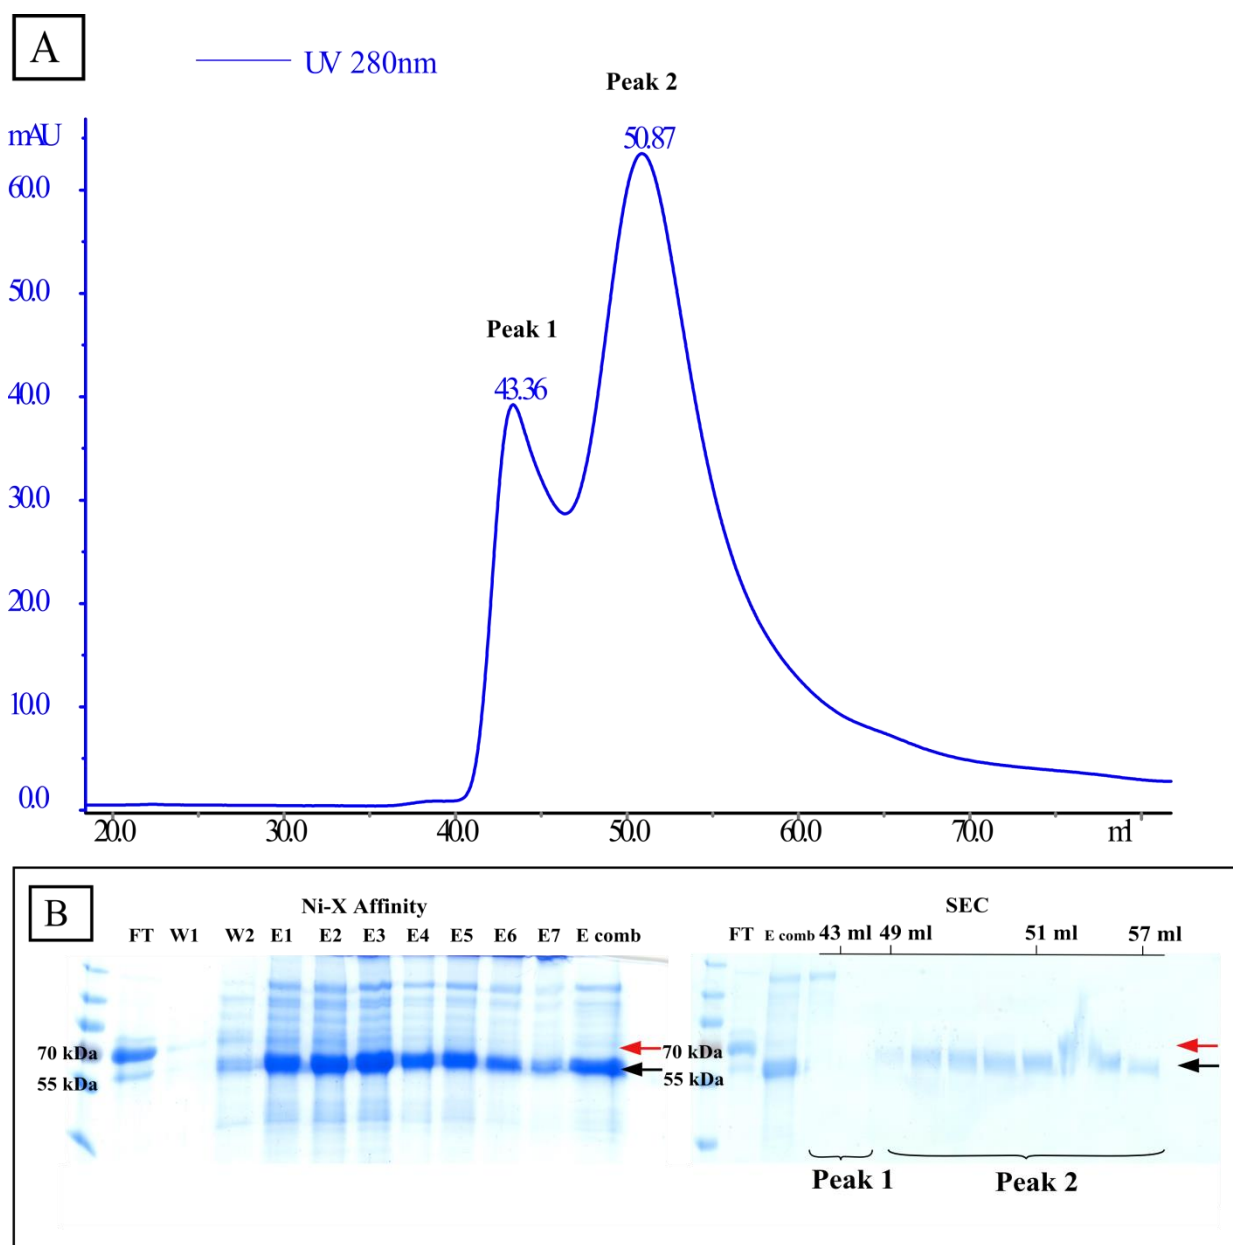 A
UV 280nm
Peak 2
mAU
50.87
60.0
50.0
Peak 1
40.0
43.36
30.0
20.0
10.0
0.0
20.0 30.0 40.0 50.0 60.0 70.0 ml
B
Ni-X Affinity
SEC
FT W1 W2 E1 E2 E3 E4 E5 E6 E7 E comb
FT E comb 43 ml 49 ml 51 ml 57 ml
70 kDa
55 kDa
70 kDa
55 kDa
Peak 1 Peak 2